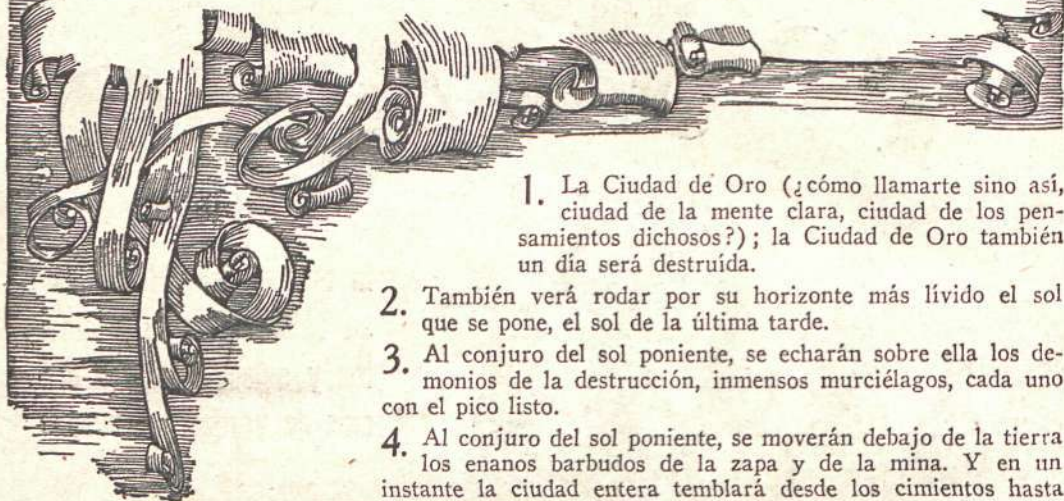 1. La Ciudad de Oro (¿cómo llamarte sino así,
ciudad de la mente clara, ciudad de los pen-
samientos dichosos?); la Ciudad de Oro también
un día será destruída.
2. También verá rodar por su horizonte más lívido el sol
que se pone, el sol de la última tarde.
3. Al conjuro del sol poniente, se echarán sobre ella los de-
monios de la destrucción, inmensos murciélagos, cada uno
con el pico listo.
4. Al conjuro del sol poniente, se moverán debajo de la tierra
los enanos barbudos de la zapa y de la mina. Y en un
instante la ciudad entera temblará desde los cimientos hasta